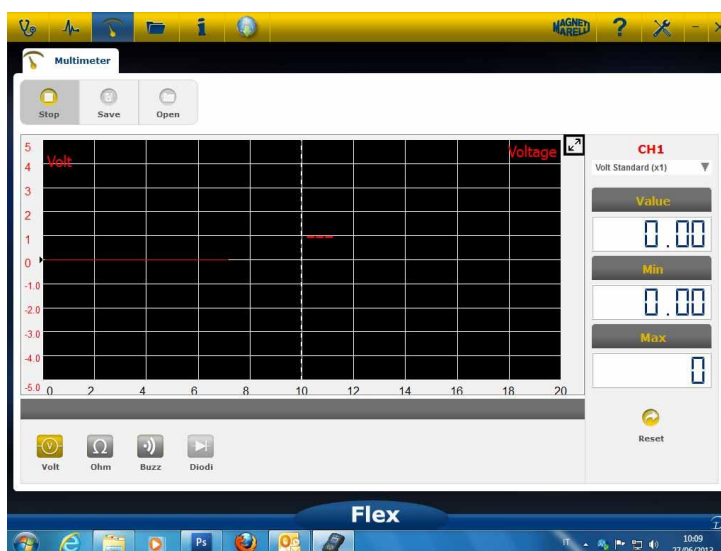 MAGNETI
MARELLI
?
i
Multimeter
Stop Save Open
Volt
Voltage
5
4
3
2
1
0
-1.0
-2.0
-3.0
-4.0
-5.0
0 2 4 6 8 10 12 14 16 18 20
CH1
Volt Standard (x1)
Value
0.00
Min
0.00
Max
0
Reset
V Ω
Volt Ohm Buzz Diodi
Flex
Ps
IT
10:09
27/06/2013